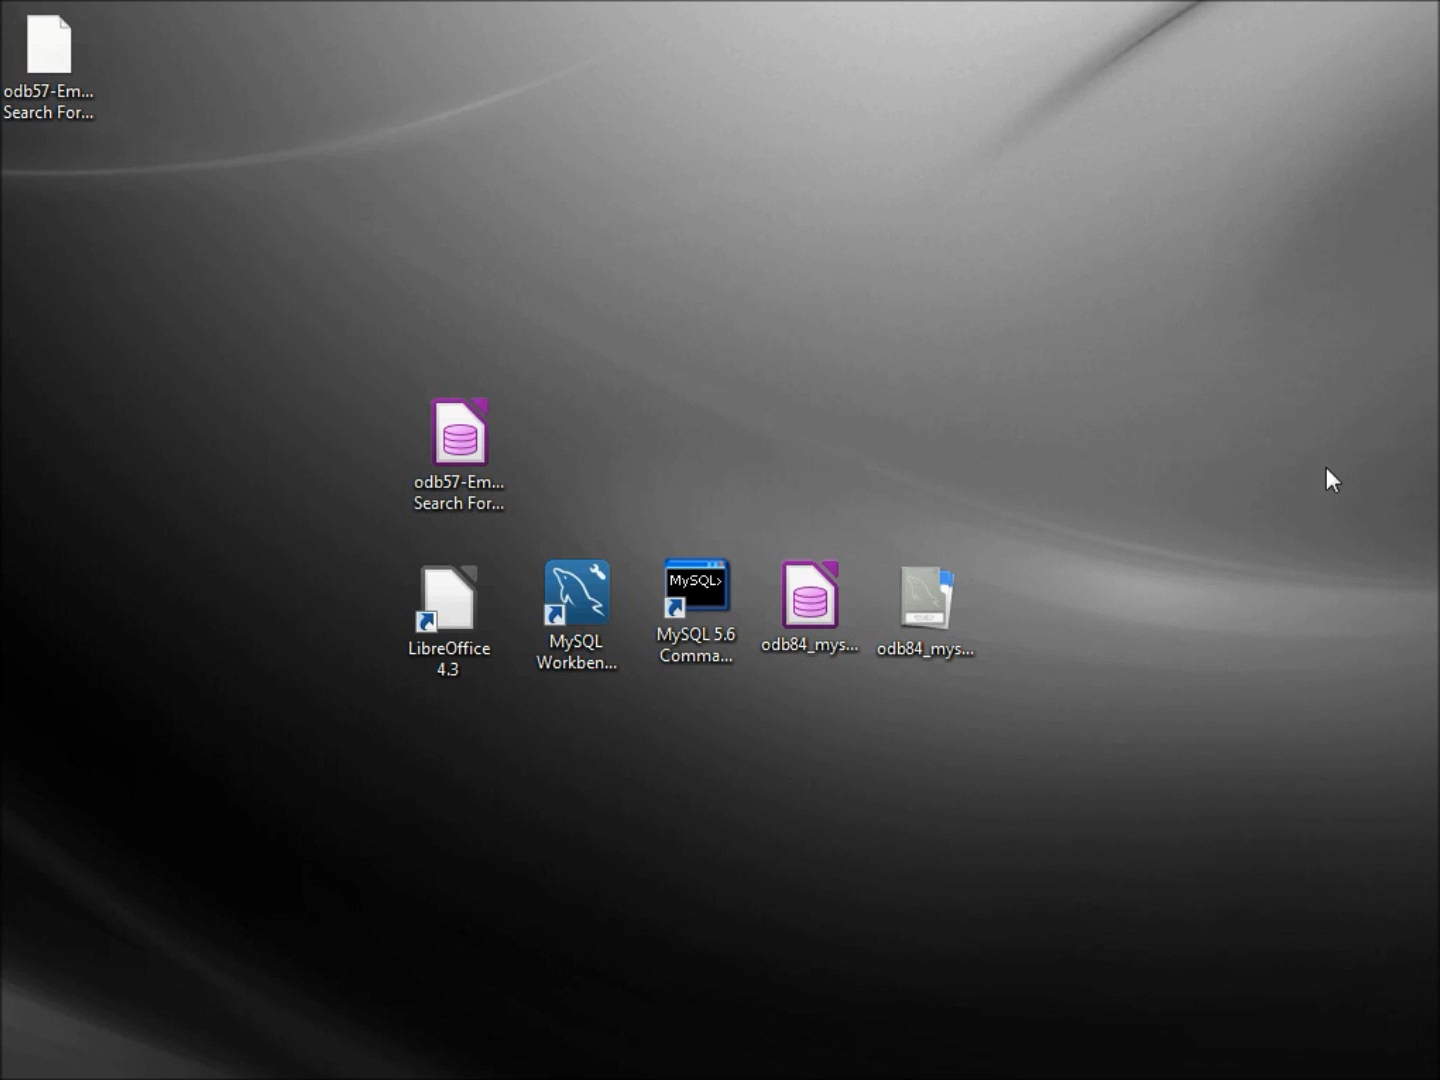 odb57-Em...
Search For...
odb57-Em...
Search For...
LibreOffice
4.3
MySQL
Workben...
MySQL>
MySQL 5.6
Comma...
odb84_mys...
odb84_mys...